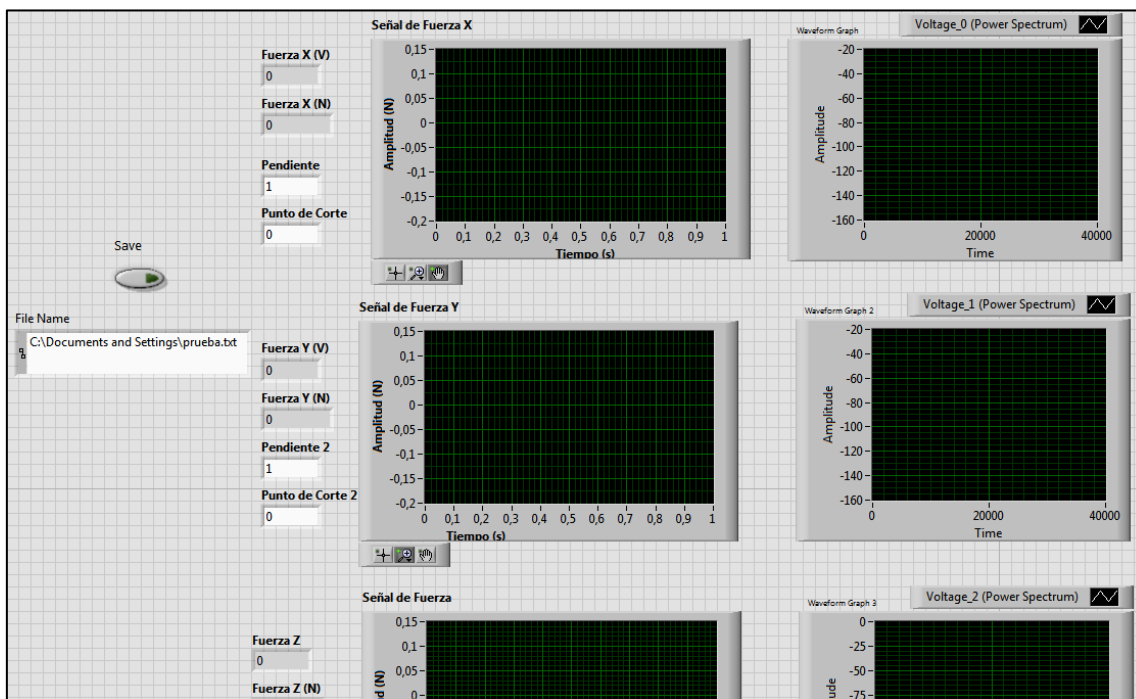 Señal de Fuerza X
Voltage_0 (Power Spectrum)
Waveform Graph
Fuerza X (V)
0
Fuerza X (N)
0
Pendiente
1
Punto de Corte
0
Amplitud (N)
0,15
0,1
0,05
0
-0,05
-0,1
-0,15
-0,2
0 0,1 0,2 0,3 0,4 0,5 0,6 0,7 0,8 0,9 1
Tiempo (s)
Amplitude
-20
-40
-60
-80
-100
-120
-140
-160
0 20000 40000
Time
Save
File Name
C:\Documents and Settings\prueba.txt
Señal de Fuerza Y
Voltage_1 (Power Spectrum)
Waveform Graph 2
Fuerza Y (V)
0
Fuerza Y (N)
0
Pendiente 2
1
Punto de Corte 2
0
Amplitud (N)
0,15
0,1
0,05
0
-0,05
-0,1
-0,15
-0,2
0 0,1 0,2 0,3 0,4 0,5 0,6 0,7 0,8 0,9 1
Tiempo (s)
Amplitude
-20
-40
-60
-80
-100
-120
-140
-160
0 20000 40000
Time
Señal de Fuerza
Voltage_2 (Power Spectrum)
Waveform Graph 3
Fuerza Z
0
Fuerza Z (N)
0,15
0,1
0,05
0
d (N)
0
-25
-50
-75
ude